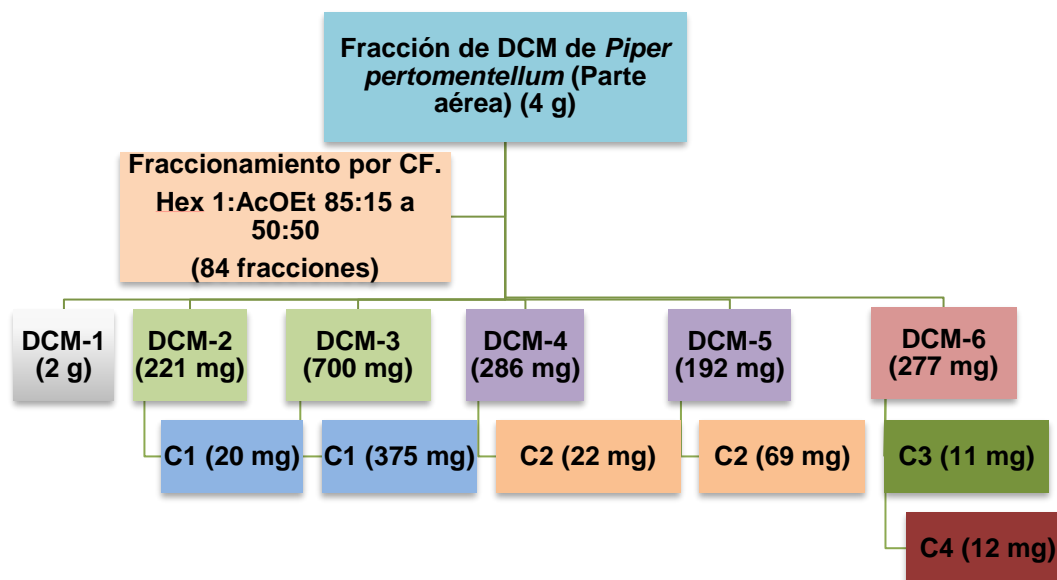 Fracción de DCM de Piper
pertomentellum (Parte
aérea) (4 g)
Fraccionamiento por CF.
Hex 1:AcOEt 85:15 a
50:50
(84 fracciones)
DCM-1
(2 g)
DCM-2
(221 mg)
DCM-3
(700 mg)
DCM-4
(286 mg)
DCM-5
(192 mg)
DCM-6
(277 mg)
C1 (20 mg)
C1 (375 mg)
C2 (22 mg)
C2 (69 mg)
C3 (11 mg)
C4 (12 mg)